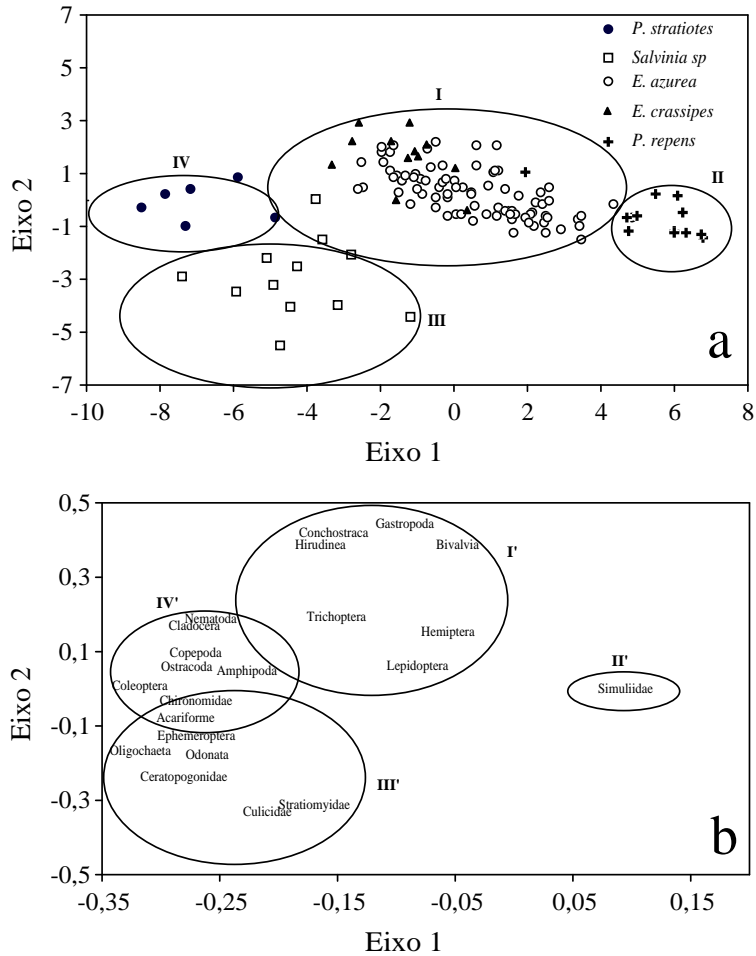 7
5
3
1
-1
-3
-5
-7
Eixo 2
-10 -8 -6 -4 -2 0 2 4 6 8
Eixo 1
P. stratiotes
Salvinia sp
E. azurea
E. crassipes
P. repens
I
II
III
IV
a
0,5
0,3
0,1
-0,1
-0,3
-0,5
Eixo 2
-0,35 -0,25 -0,15 -0,05 0,05 0,15
Eixo 1
Gastropoda
Conchostraca
Hirudinea
Bivalvia
I'
IV'
Nematoda
Cladocera
Trichoptera
Hemiptera
Copepoda
Ostracoda
Amphipoda
Lepidoptera
II'
Simuliidae
Coleoptera
Chironomidae
Acariforme
Ephemeroptera
Oligochaeta
Odonata
Ceratopogonidae
III'
Culicidae
Stratiomyidae
b